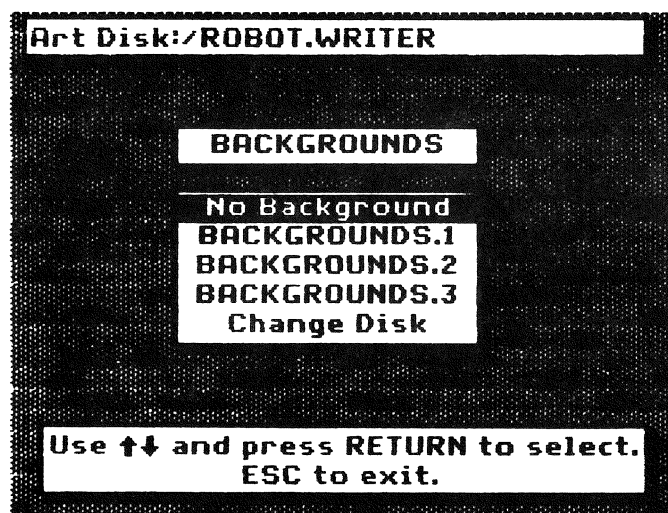 Art Disk:/ROBOT.WRITER
BACKGROUNDS
No Background
BACKGROUNDS.1
BACKGROUNDS.2
BACKGROUNDS.3
Change Disk
Use ↑↓ and press RETURN to select.
ESC to exit.